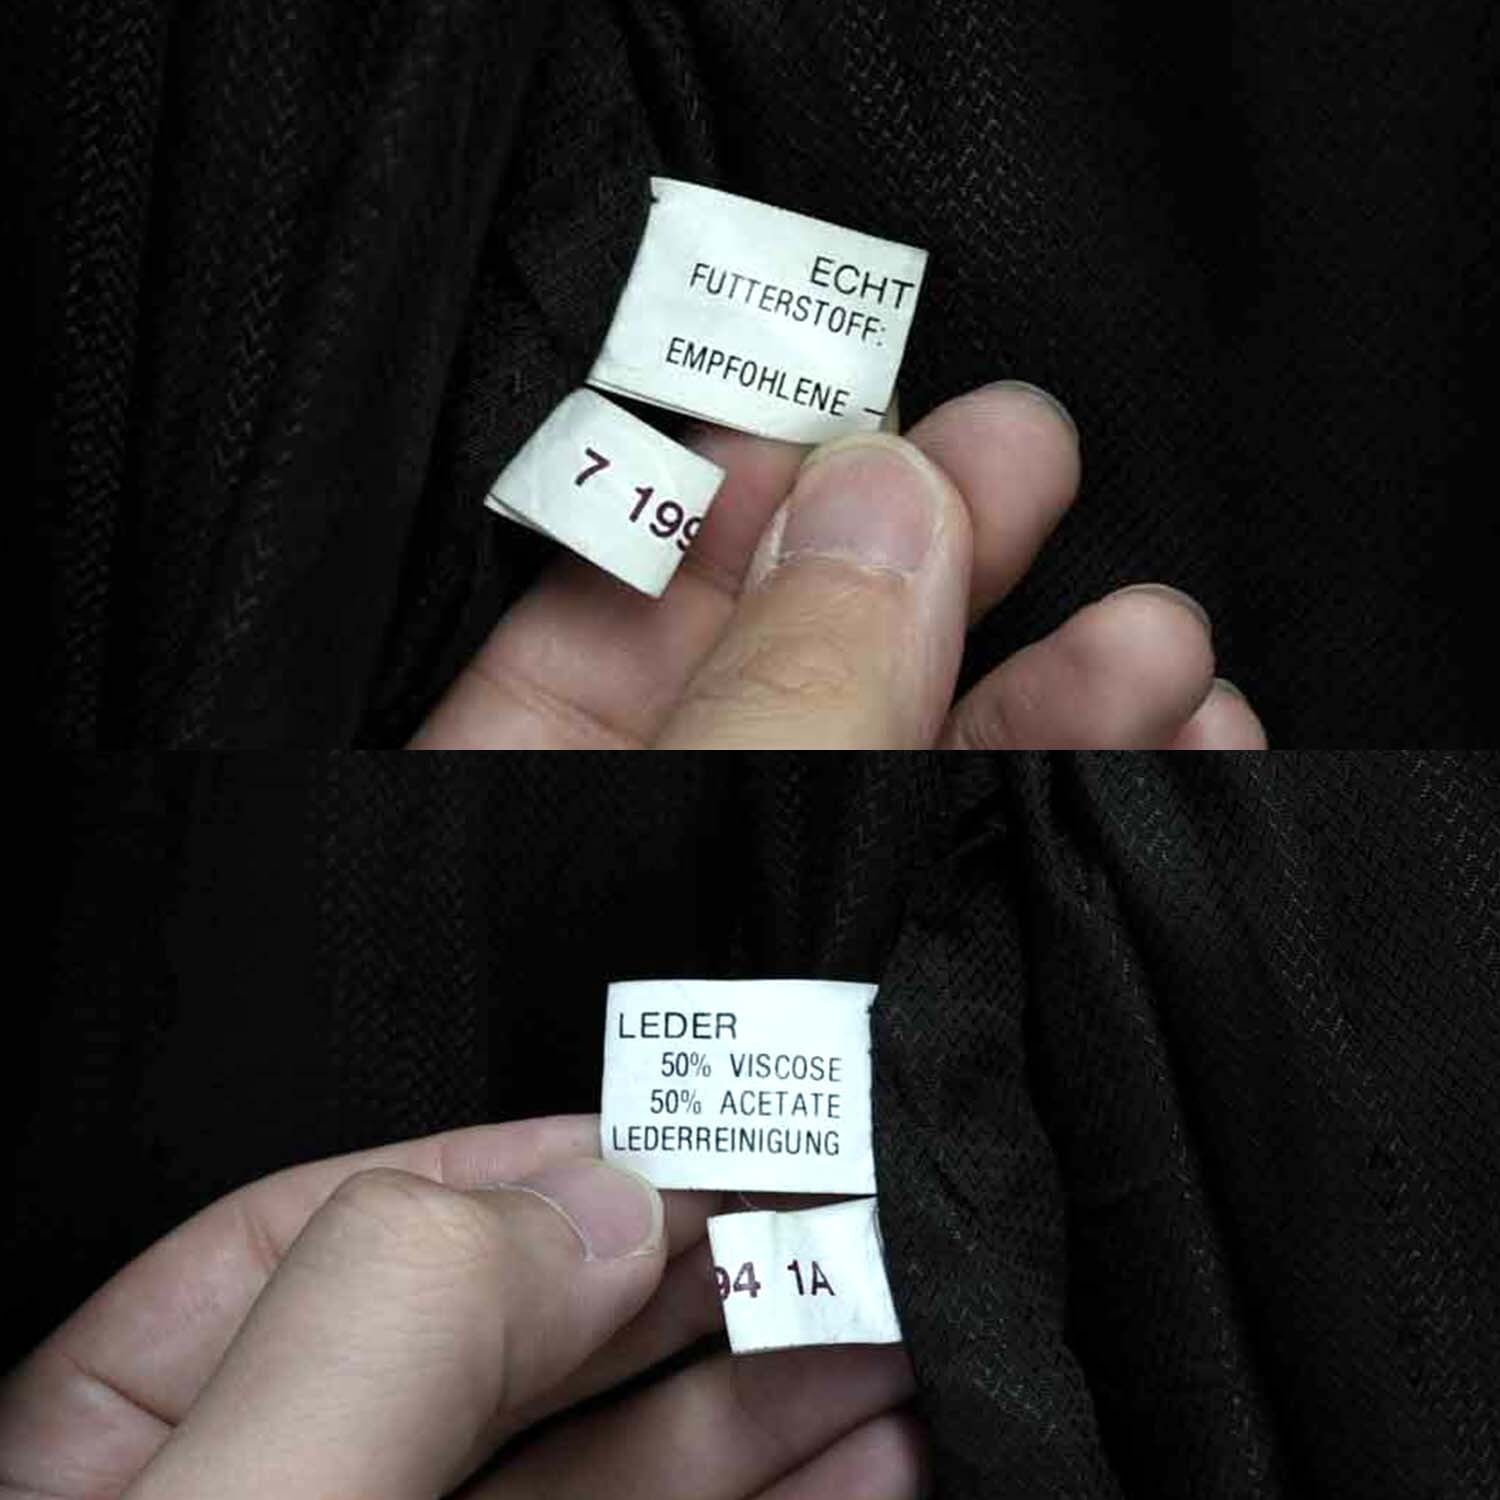 ECHT
FUTTERSTOFF:
EMPFOHLENE —
7 199
LEDER
50% VISCOSE
50% ACETATE
LEDERREINIGUNG
94 1A